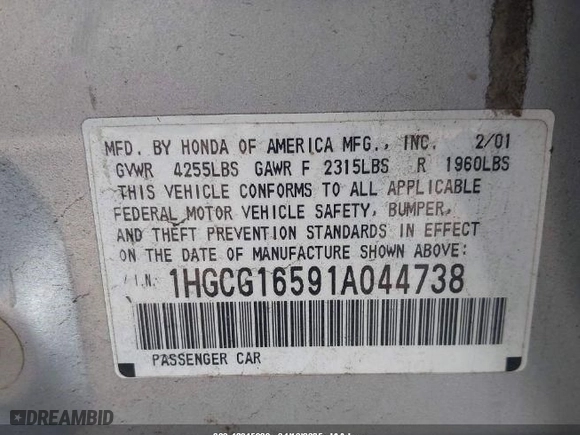 MFD. BY HONDA OF AMERICA MFG., INC. 2/01
GVWR 4255LBS GAWR F 2315LBS R 1960LBS
THIS VEHICLE CONFORMS TO ALL APPLICABLE
FEDERAL MOTOR VEHICLE SAFETY, BUMPER,
AND THEFT PREVENTION STANDARDS IN EFFECT
ON THE DATE OF MANUFACTURE SHOWN ABOVE:
I.N. 1HGCG16591A044738
PASSENGER CAR
DREAMBID